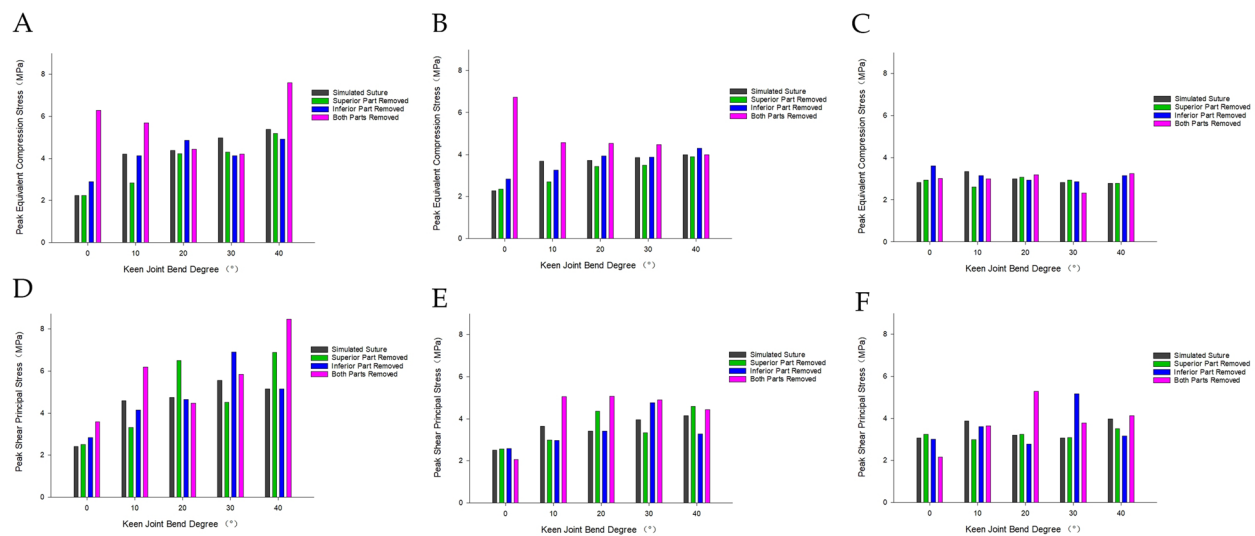 A
Peak Equivalent Compression Stress (MPa)
8
6
4
2
0
0 10 20 30 40
Keen Joint Bend Degree (°)
Simulated Suture
Superior Part Removed
Inferior Part Removed
Both Parts Removed
B
Peak Equivalent Compression Stress (MPa)
8
6
4
2
0
0 10 20 30 40
Keen Joint Bend Degree (°)
Simulated Suture
Superior Part Removed
Inferior Part Removed
Both Parts Removed
C
Peak Equivalent Compression Stress (MPa)
8
6
4
2
0
0 10 20 30 40
Keen Joint Bend Degree (°)
Simulated Suture
Superior Part Removed
Inferior Part Removed
Both Parts Removed
D
Peak Shear Principal Stress (MPa)
8
6
4
2
0
0 10 20 30 40
Keen Joint Bend Degree (°)
Simulated Suture
Superior Part Removed
Inferior Part Removed
Both Parts Removed
E
Peak Shear Principal Stress (MPa)
8
6
4
2
0
0 10 20 30 40
Keen Joint Bend Degree (°)
Simulated Suture
Superior Part Removed
Inferior Part Removed
Both Parts Removed
F
Peak Shear Principal Stress (MPa)
8
6
4
2
0
0 10 20 30 40
Keen Joint Bend Degree (°)
Simulated Suture
Superior Part Removed
Inferior Part Removed
Both Parts Removed